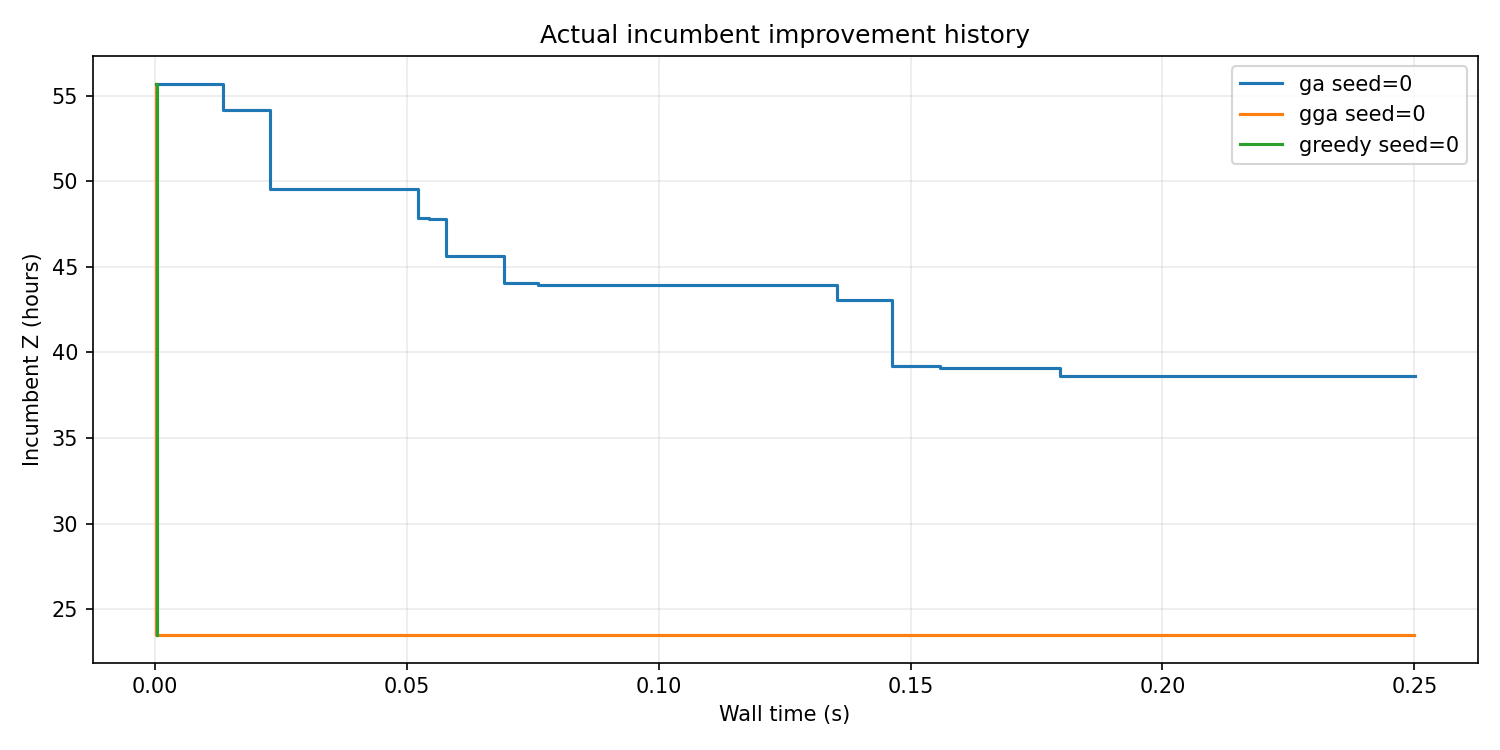 Actual incumbent improvement history
ga seed=0
gga seed=0
greedy seed=0
Incumbent Z (hours)
55
50
45
40
35
30
25
0.00 0.05 0.10 0.15 0.20 0.25
Wall time (s)